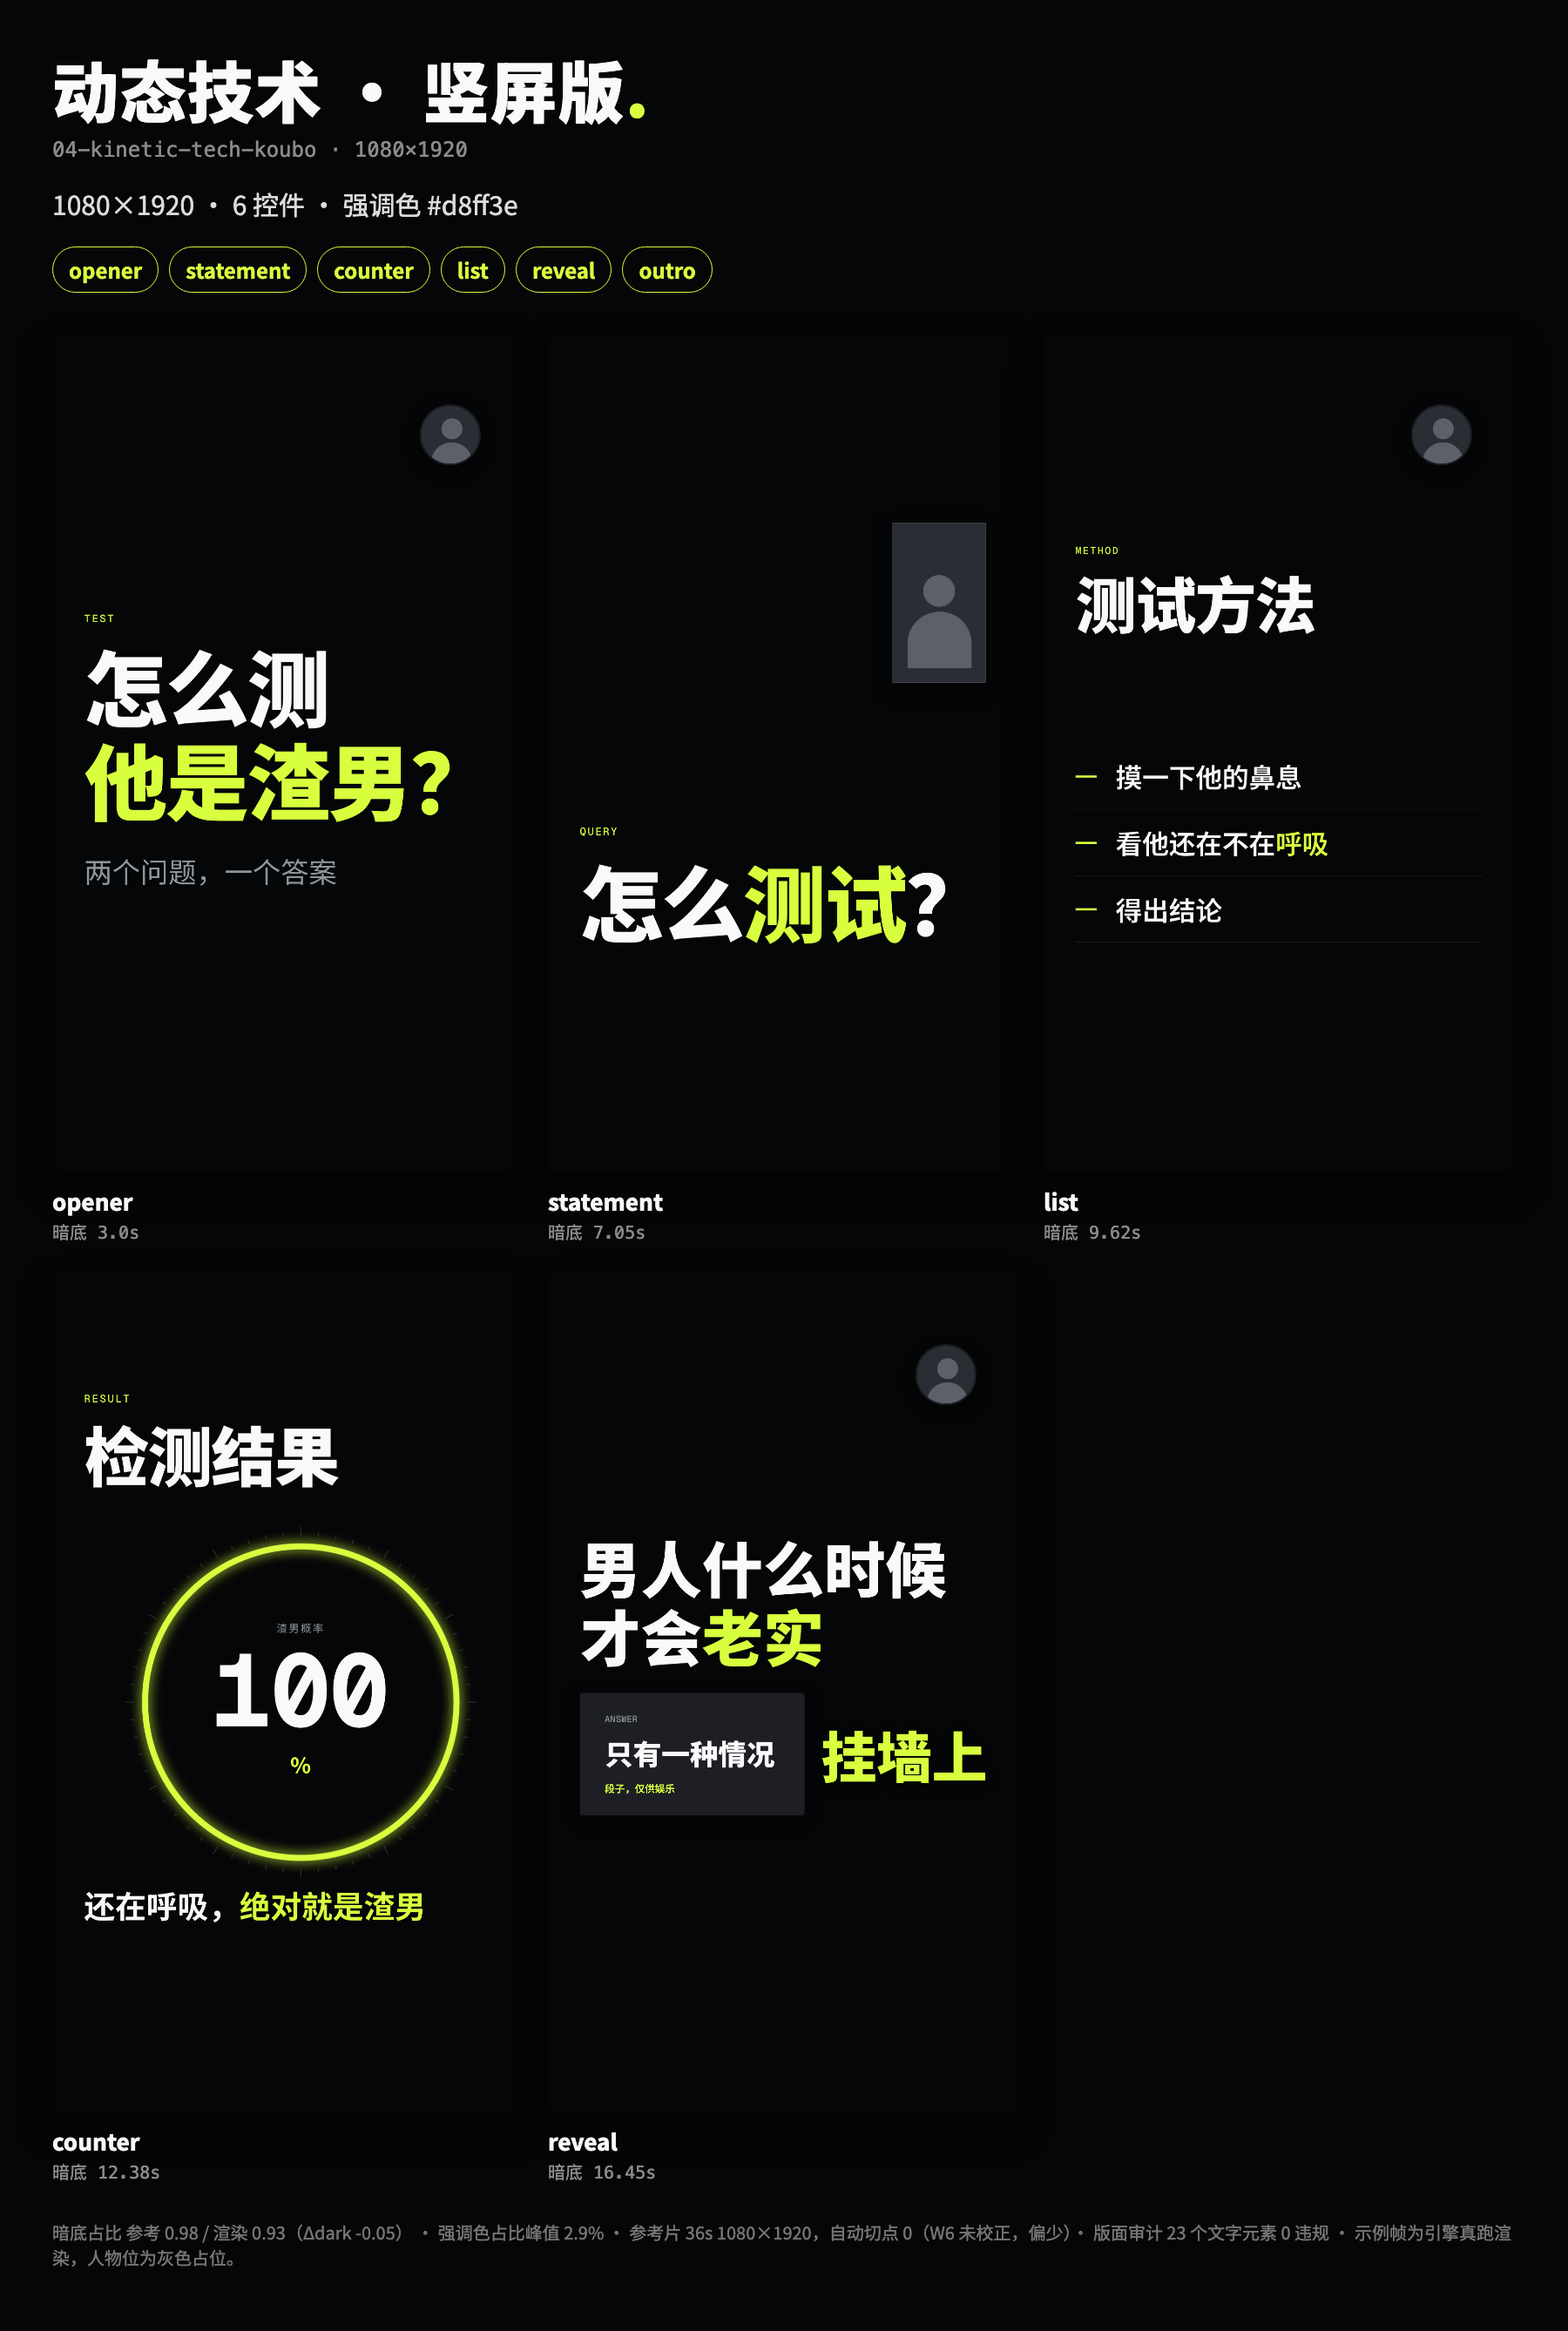 动态技术 · 竖屏版.
04-kinetic-tech-koubo · 1080×1920
1080×1920 · 6 控件 · 强调色 #d8ff3e
opener statement counter list reveal outro
TEST
怎么测
他是渣男?
两个问题，一个答案
opener
暗底 3.0s
QUERY
怎么测试?
statement
暗底 7.05s
METHOD
测试方法
— 摸一下他的鼻息
— 看他还在不在呼吸
— 得出结论
list
暗底 9.62s
RESULT
检测结果
渣男概率
100
%
还在呼吸，绝对就是渣男
counter
暗底 12.38s
男人什么时候
才会老实
ANSWER
只有一种情况
段子，仅供娱乐
挂墙上
reveal
暗底 16.45s
暗底占比 参考 0.98 / 渲染 0.93（Δdark -0.05） · 强调色占比峰值 2.9% · 参考片 36s 1080×1920，自动切点 0（W6 未校正，偏少）· 版面审计 23 个文字元素 0 违规 · 示例帧为引擎真跑渲
染，人物位为灰色占位。